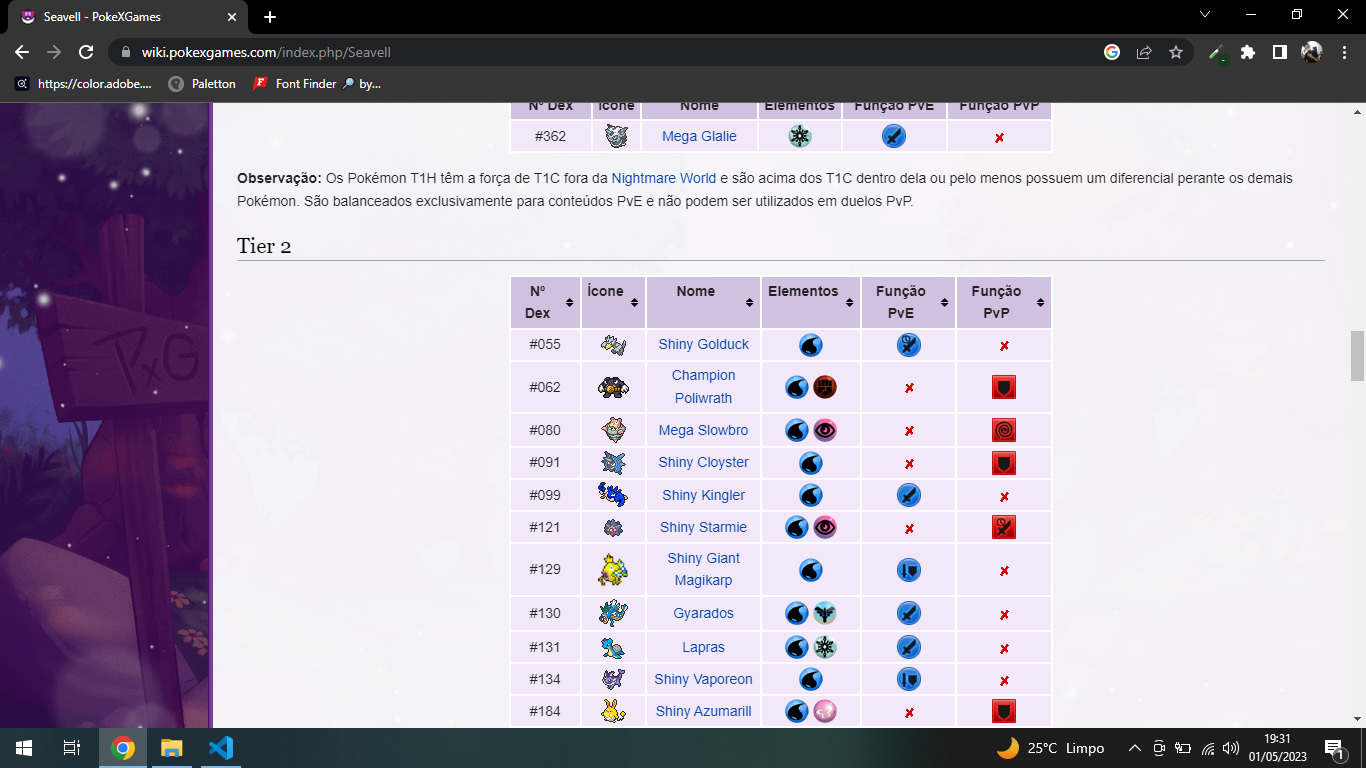 Seavell - PokeXGames
wiki.pokexgames.com/index.php/Seavell
https://color.adobe.... Paletton Font Finder 🔎 by...
Nº Dex Ícone Nome Elementos Função PvE Função PvP
#362 Mega Glalie
Observação: Os Pokémon T1H têm a força de T1C fora da Nightmare World e são acima dos T1C dentro dela ou pelo menos possuem um diferencial perante os demais
Pokémon. São balanceados exclusivamente para conteúdos PvE e não podem ser utilizados em duelos PvP.
Tier 2
Nº Dex Ícone Nome Elementos Função PvE Função PvP
#055 Shiny Golduck
#062 Champion Poliwrath
#080 Mega Slowbro
#091 Shiny Cloyster
#099 Shiny Kingler
#121 Shiny Starmie
#129 Shiny Giant Magikarp
#130 Gyarados
#131 Lapras
#134 Shiny Vaporeon
#184 Shiny Azumarill
PxG
25°C Limpo
19:31
01/05/2023
1